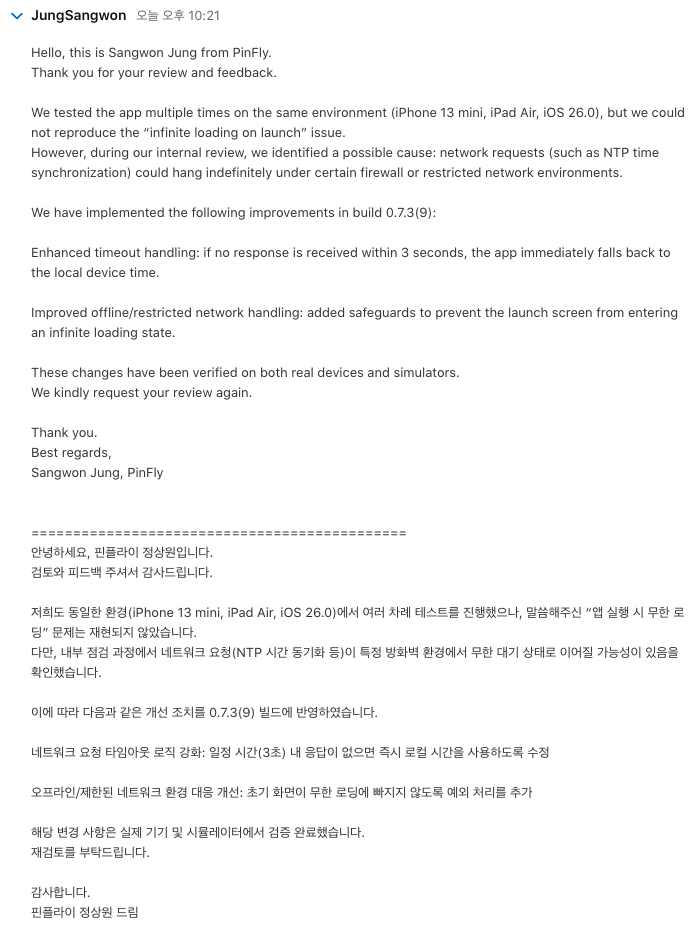 JungSangwon 오늘 오후 10:21
Hello, this is Sangwon Jung from PinFly.
Thank you for your review and feedback.
We tested the app multiple times on the same environment (iPhone 13 mini, iPad Air, iOS 26.0), but we could
not reproduce the “infinite loading on launch” issue.
However, during our internal review, we identified a possible cause: network requests (such as NTP time
synchronization) could hang indefinitely under certain firewall or restricted network environments.
We have implemented the following improvements in build 0.7.3(9):
Enhanced timeout handling: if no response is received within 3 seconds, the app immediately falls back to
the local device time.
Improved offline/restricted network handling: added safeguards to prevent the launch screen from entering
an infinite loading state.
These changes have been verified on both real devices and simulators.
We kindly request your review again.
Thank you.
Best regards,
Sangwon Jung, PinFly
=============================================
안녕하세요, 핀플라이 정상원입니다.
검토와 피드백 주셔서 감사드립니다.
저희도 동일한 환경(iPhone 13 mini, iPad Air, iOS 26.0)에서 여러 차례 테스트를 진행했으나, 말씀해주신 “앱 실행 시 무한 로
딩” 문제는 재현되지 않았습니다.
다만, 내부 점검 과정에서 네트워크 요청(NTP 시간 동기화 등)이 특정 방화벽 환경에서 무한 대기 상태로 이어질 가능성이 있음을
확인했습니다.
이에 따라 다음과 같은 개선 조치를 0.7.3(9) 빌드에 반영하였습니다.
네트워크 요청 타임아웃 로직 강화: 일정 시간(3초) 내 응답이 없으면 즉시 로컬 시간을 사용하도록 수정
오프라인/제한된 네트워크 환경 대응 개선: 초기 화면이 무한 로딩에 빠지지 않도록 예외 처리를 추가
해당 변경 사항은 실제 기기 및 시뮬레이터에서 검증 완료했습니다.
재검토를 부탁드립니다.
감사합니다.
핀플라이 정상원 드림